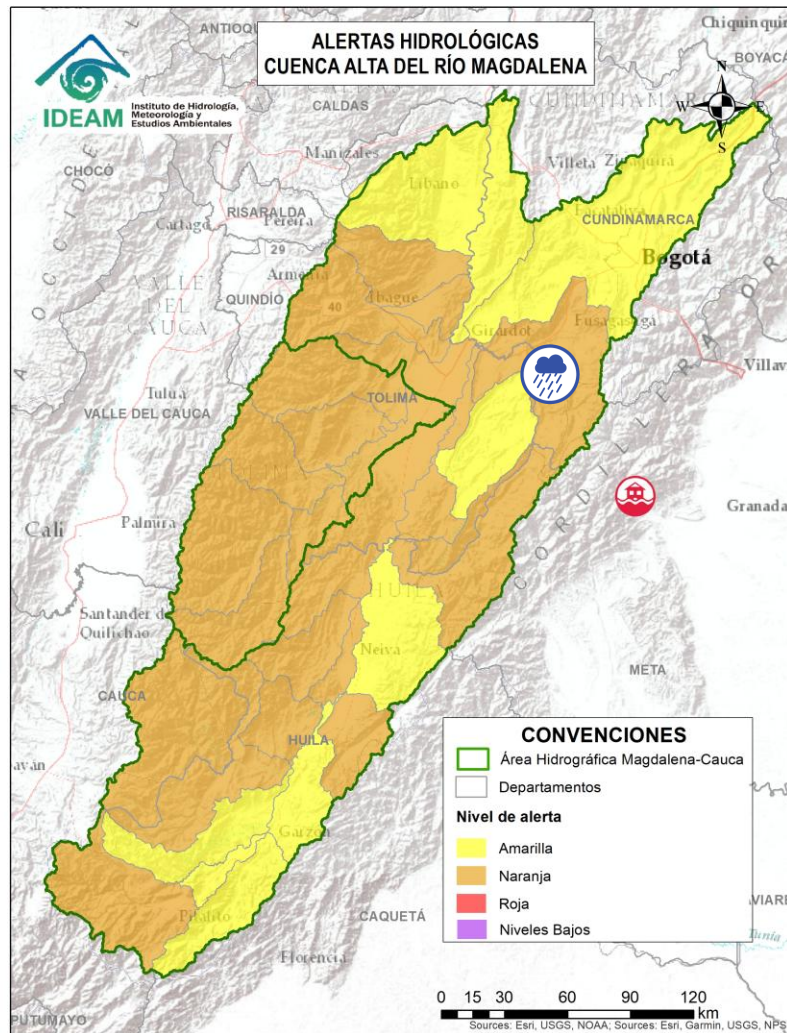 ALERTAS HIDROLÓGICAS
CUENCA ALTA DEL RÍO MAGDALENA
IDEAM
Instituto de Hidrología,
Meteorología y
Estudios Ambientales
N
W
E
S
ANTIOQUIA
Chiquinquirá
BOYACÁ
CALDAS
CUNDINAMARCA
Manizales
Líbano
Villeta
Zipaquirá
CHOCÓ
RISARALDA
Pereira
Cartago
Facatativa
CUNDINAMARCA
Bogotá
29
Armenia
QUINDÍO
40
Ibague
Girardot
Fusagasugá
VALLE
DEL
CAUCA
Tuluá
VALLE DEL CAUCA
TOLIMA
CORDILLERA
Granada
Cali
Palmira
Santander de
Quilichao
HUILA
Neiva
META
CAUCA
HUILA
Garzón
Pitalito
CAQUETÁ
Florencia
PUTUMAYO
CONVENCIONES
Área Hidrográfica Magdalena-Cauca
Departamentos
Nivel de alerta
Amarilla
Naranja
Roja
Niveles Bajos
0 15 30 60 90 120
km
Sources: Esri, USGS, NOAA; Sources: Esri, Garmin, USGS, NPS